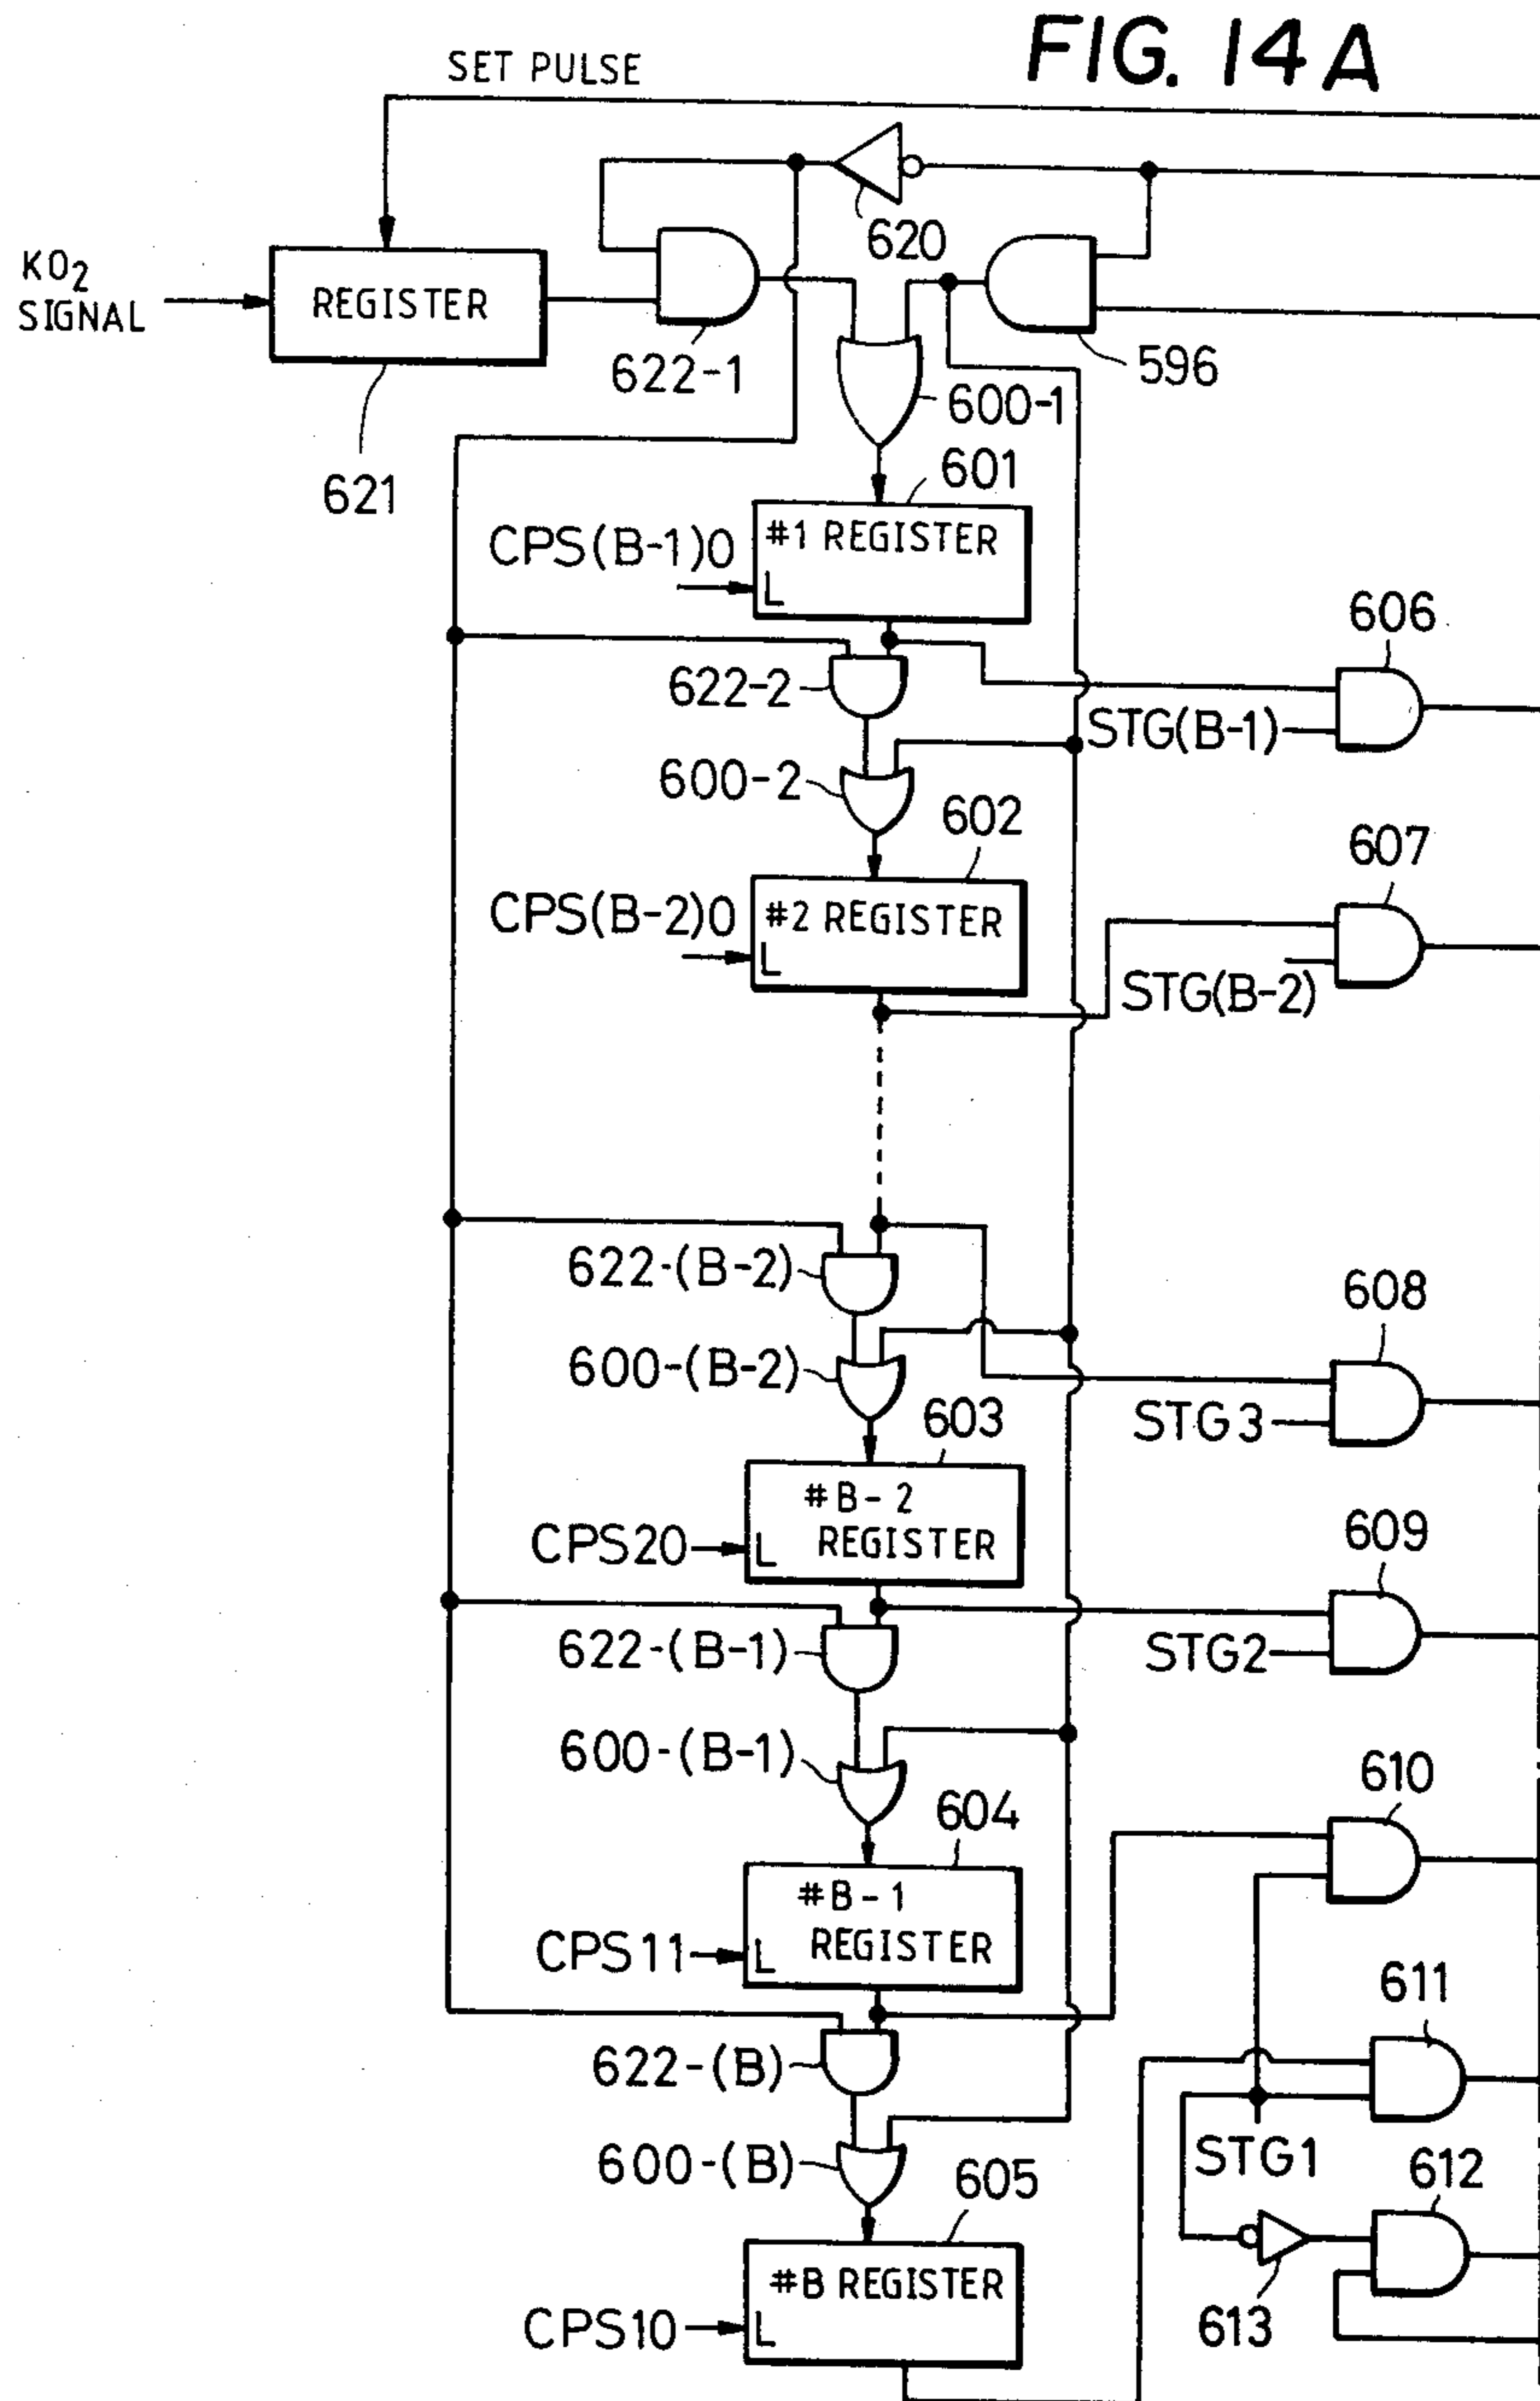 FIG. 14A
SET PULSE
620
KO2
SIGNAL
REGISTER
622-1
596
600-1
621
601
CPS(B-1)0
#1 REGISTER
L
606
622-2
STG(B-1)
600-2
602
607
CPS(B-2)0
#2 REGISTER
L
STG(B-2)
622-(B-2)
608
600-(B-2)
603
STG3
#B-2
REGISTER
CPS20
L
609
622-(B-1)
STG2
600-(B-1)
604
610
#B-1
REGISTER
CPS11
L
611
622-(B)
STG1
600-(B)
605
612
#B REGISTER
CPS10
L
613